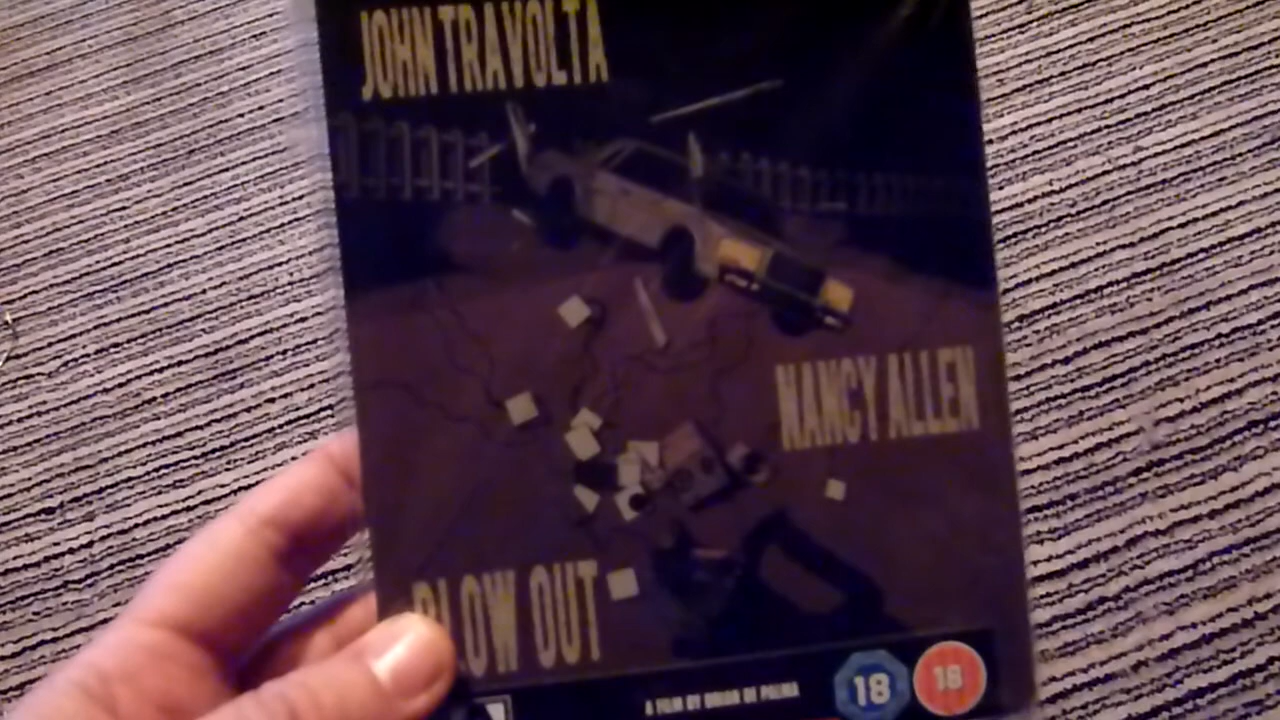 JOHN TRAVOLTA
NANCY ALLEN
BLOW OUT
A FILM BY BRIAN DE PALMA
18
18